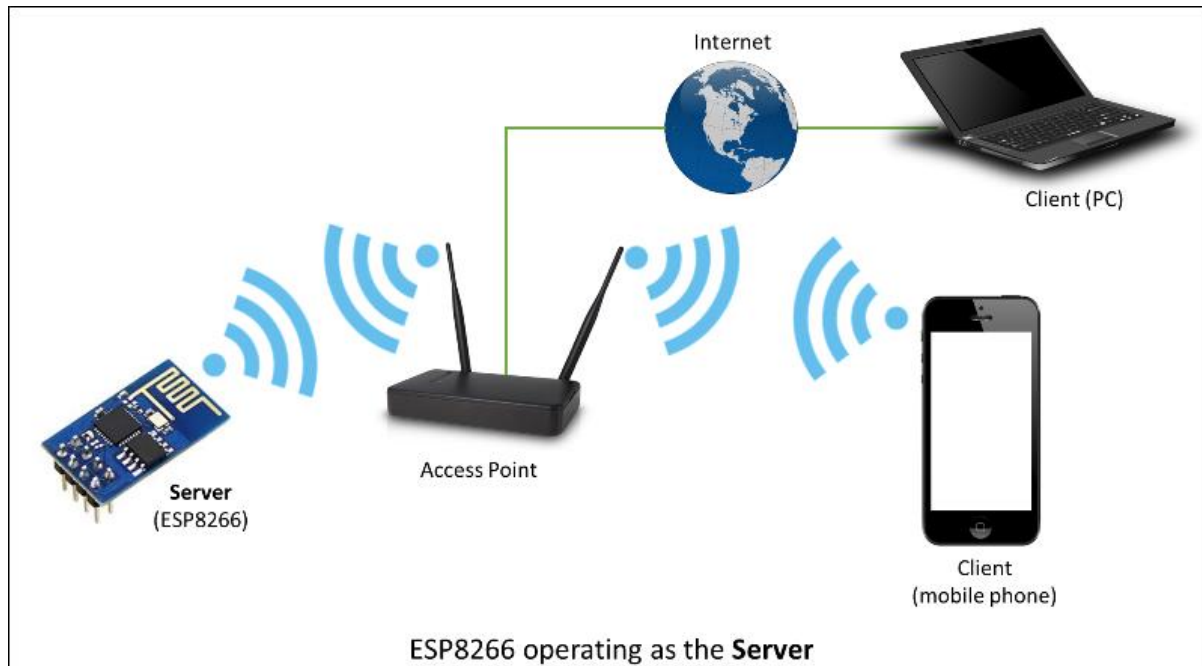 Internet
Client (PC)
Access Point
Server
(ESP8266)
Client
(mobile phone)
ESP8266 operating as the Server